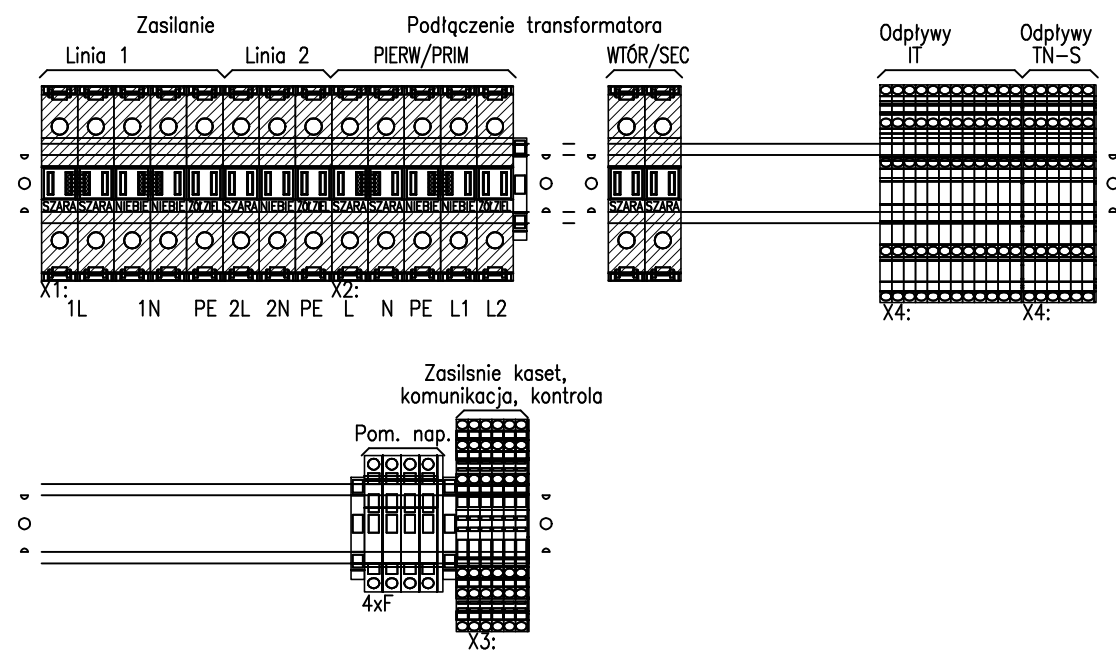 Zasilanie
Podłączenie transformatora
Odpływy
Odpływy
Linia 1
Linia 2
PIERW/PRIM
WTÓR/SEC
IT
TN-S
SZARA SZARA NIEBIE NIEBIE ŻÓŁZIEL SZARA NIEBIE ŻÓŁZIEL SZARA SZARA NIEBIE NIEBIE ŻÓŁZIEL
SZARA SZARA
X1:
X2:
1L 1N PE 2L 2N PE L N PE L1 L2
X4:
X4:
Zasilsnie kaset,
komunikacja, kontrola
Pom. nap.
4xF
X3: